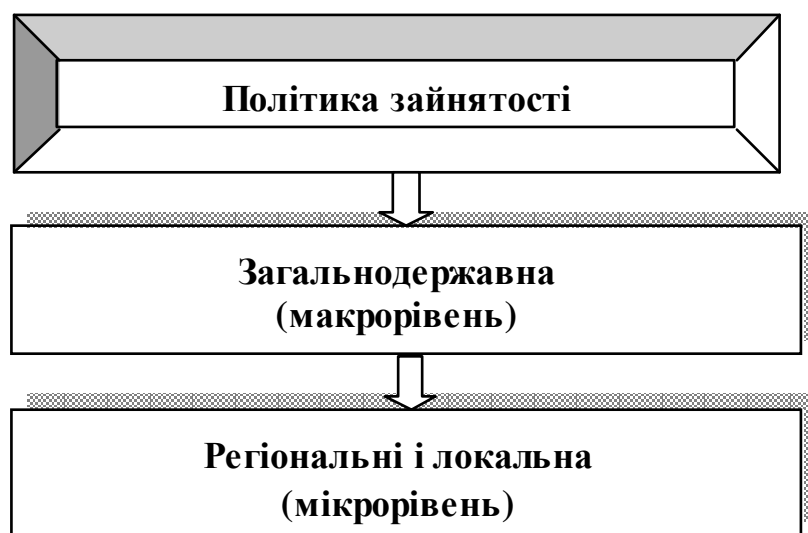 Політика зайнятості
Загальнодержавна
(макрорівень)
Регіональні і локальна
(мікрорівень)